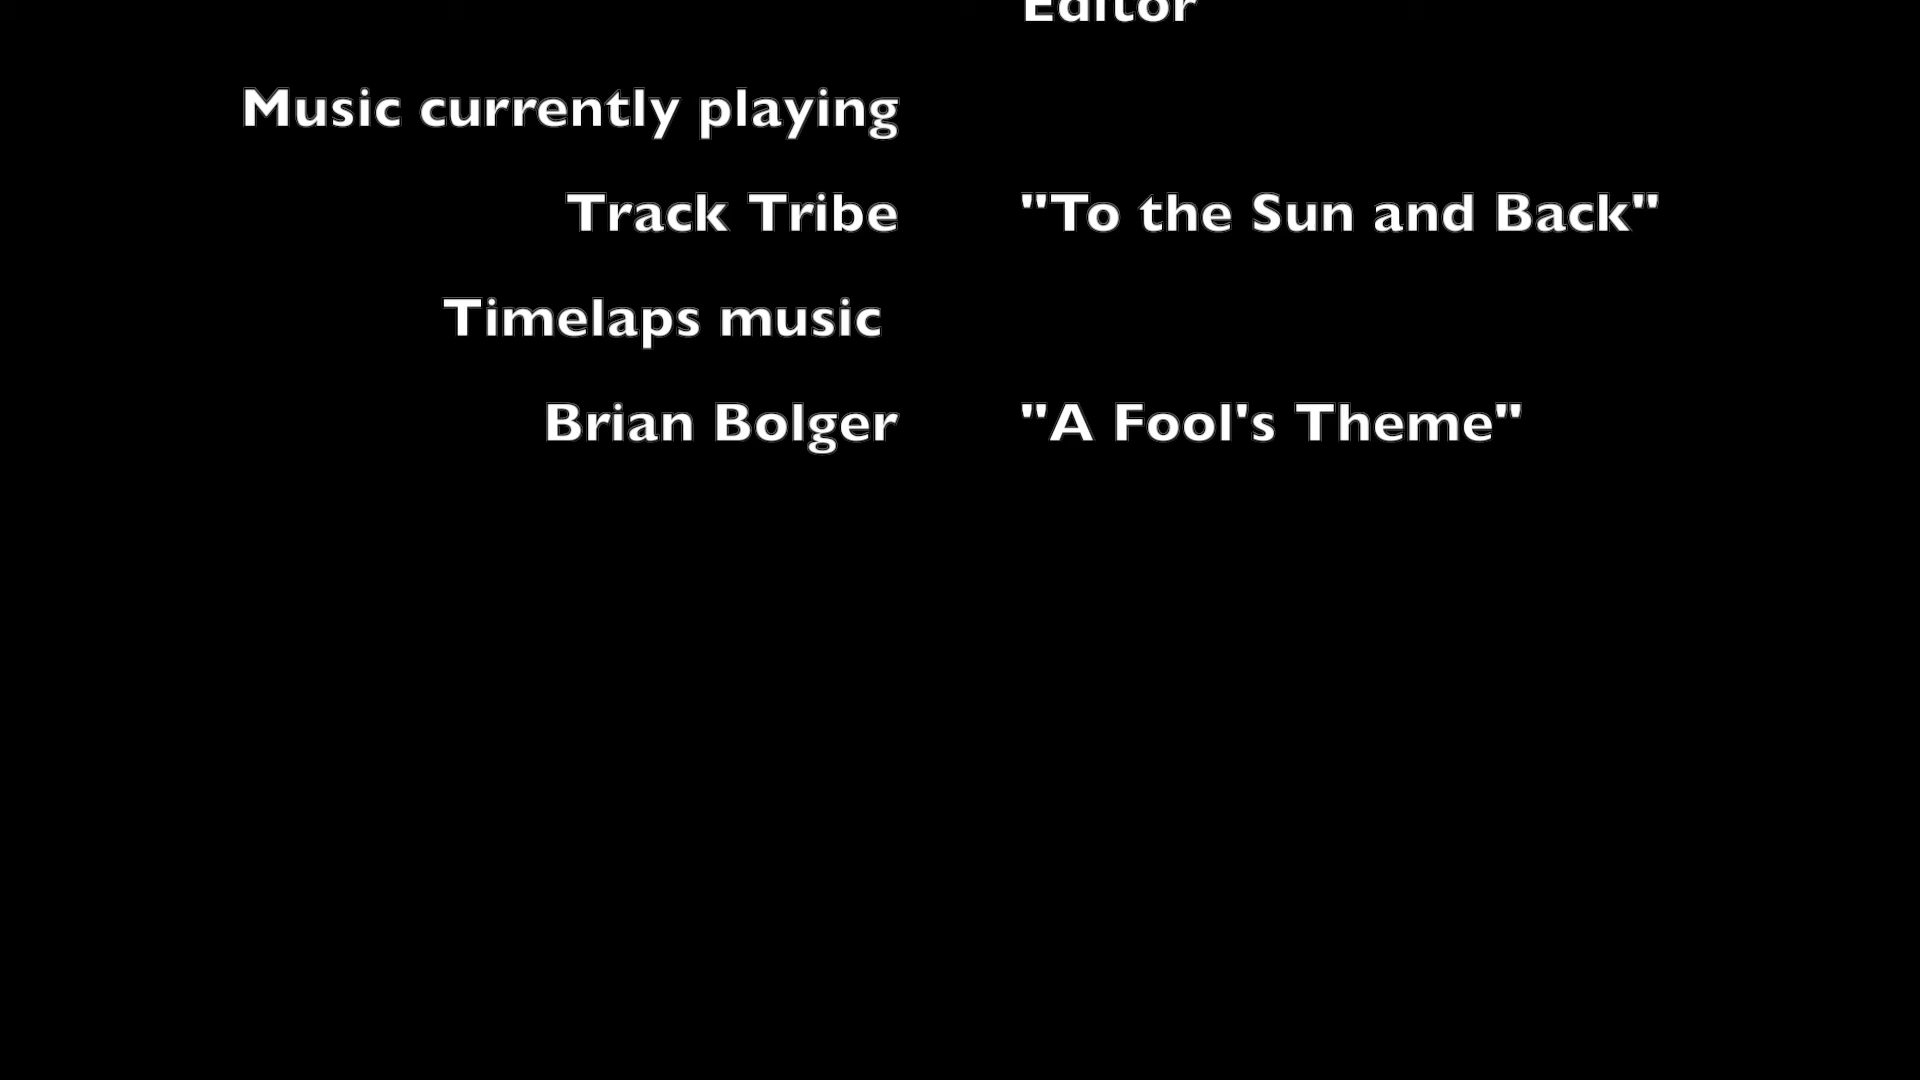 Editor
Music currently playing
Track Tribe "To the Sun and Back"
Timelaps music
Brian Bolger "A Fool's Theme"